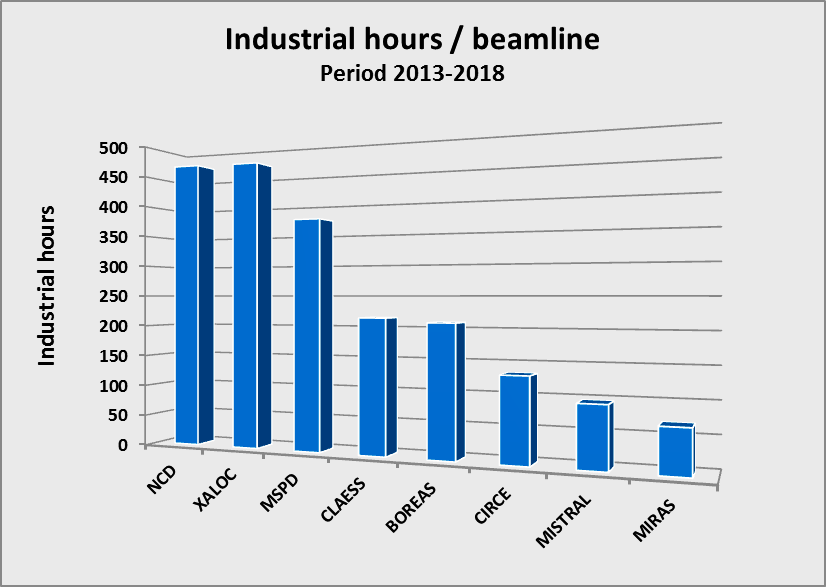 Industrial hours / beamline
Period 2013-2018
Industrial hours
500
450
400
350
300
250
200
150
100
50
0
NCD
XALOC
MSPD
CLAESS
BOREAS
CIRCE
MISTRAL
MIRAS